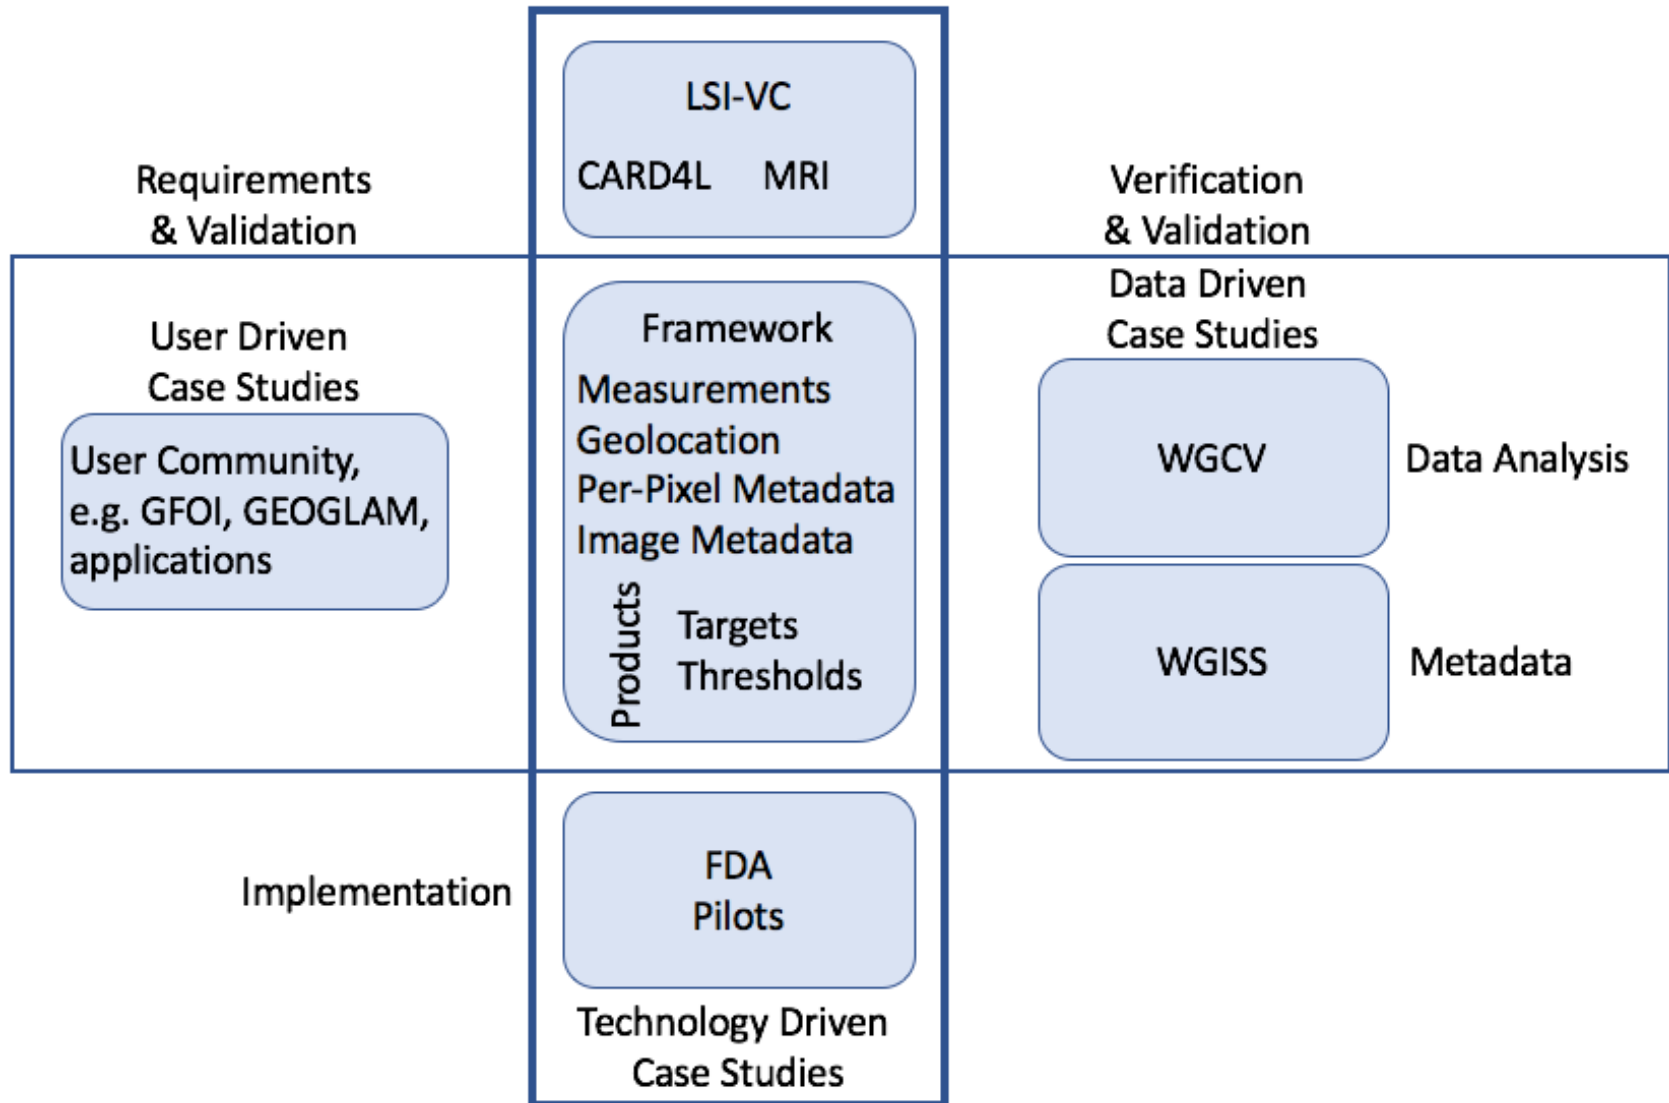 LSI-VC
CARD4L MRI
Requirements
& Validation
Verification
& Validation
User Driven
Case Studies
User Community,
e.g. GFOI, GEOGLAM,
applications
Framework
Measurements
Geolocation
Per-Pixel Metadata
Image Metadata
Products
Targets
Thresholds
Data Driven
Case Studies
WGCV
Data Analysis
WGISS
Metadata
Implementation
FDA
Pilots
Technology Driven
Case Studies